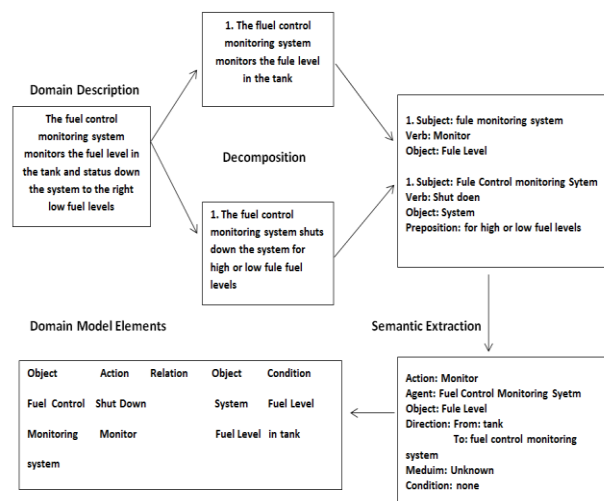 1. The fluel control
monitoring system
monitors the fule level
in the tank
Domain Description
The fuel control
monitoring system
monitors the fuel level in
the tank and status down
the system to the right
low fuel levels
Decomposition
1. The fuel control
monitoring system shuts
down the system for
high or low fule fuel
levels
1. Subject: fule monitoring system
Verb: Monitor
Object: Fule Level
1. Subject: Fule Control monitoring Sytem
Verb: Shut doen
Object: System
Preposition: for high or low fuel levels
Domain Model Elements
Semantic Extraction
Object Action Relation Object Condition
Fuel Control Shut Down System Fuel Level
Monitoring Monitor Fuel Level in tank
system
Action: Monitor
Agent: Fuel Control Monitoring Syetm
Object: Fule Level
Direction: From: tank
To: fuel control monitoring
system
Meduim: Unknown
Condition: none